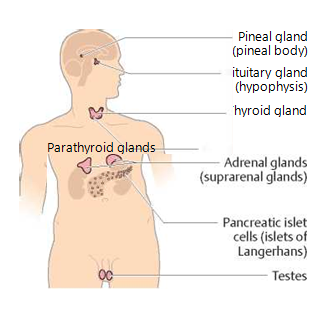 Pineal gland
(pineal body)
ituitary gland
(hypophysis)
hyroid gland
Parathyroid glands
Adrenal glands
(suprarenal glands)
Pancreatic islet
cells (islets of
Langerhans)
Testes